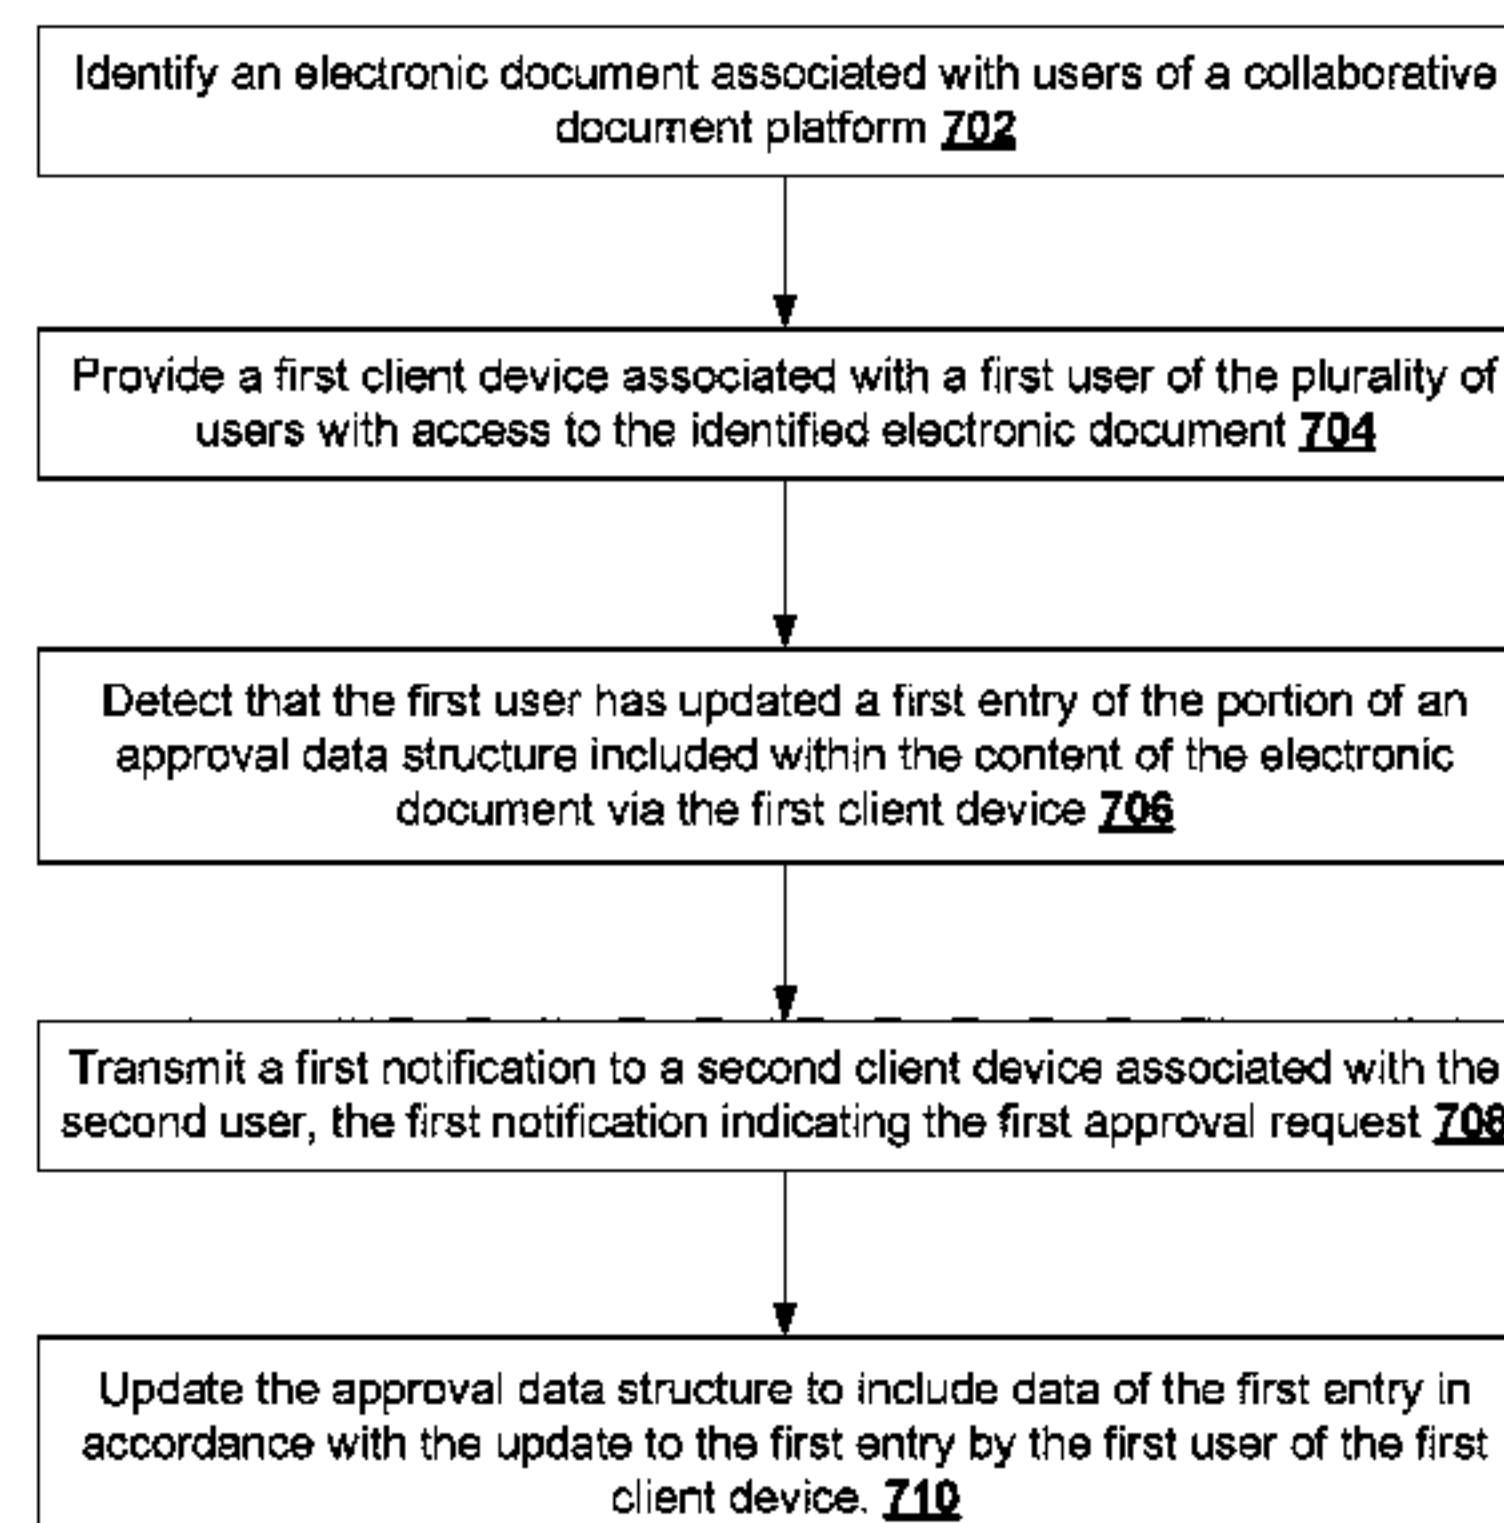 Identify an electronic document associated with users of a collaborative
document platform 702
Provide a first client device associated with a first user of the plurality of
users with access to the identified electronic document 704
Detect that the first user has updated a first entry of the portion of an
approval data structure included within the content of the electronic
document via the first client device 706
Transmit a first notification to a second client device associated with the
second user, the first notification indicating the first approval request 708
Update the approval data structure to include data of the first entry in
accordance with the update to the first entry by the first user of the first
client device. 710